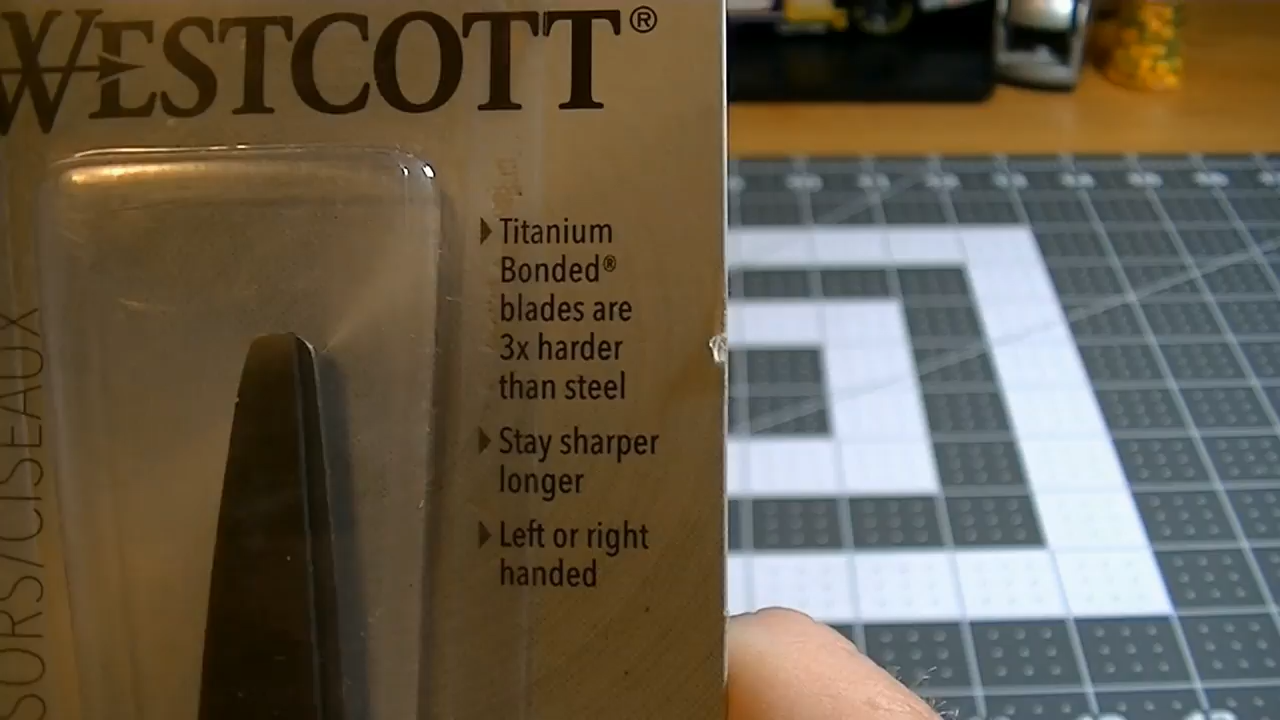 WESTCOTT®
Titanium
Bonded®
blades are
3x harder
than steel
Stay sharper
longer
Left or right
handed
SORS/CISEAUX